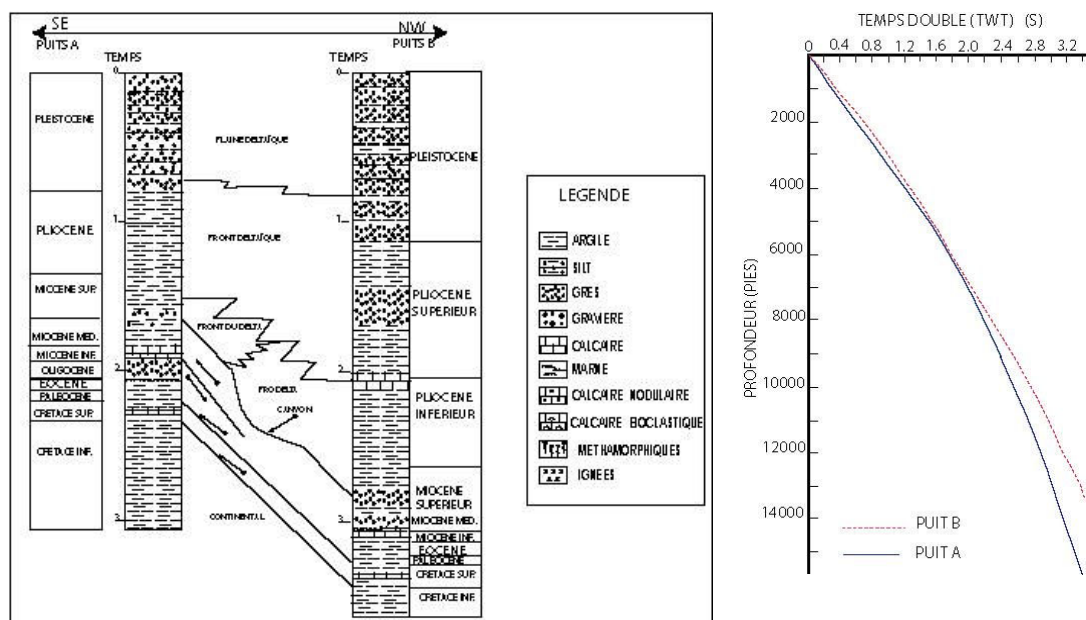 SE
NW
PUITS A
PUITS B
TEMPS
TEMPS
0
0
PLEISTOCENE
PLAINE DELTAÏQUE
PLEISTOCENE
1
1
PLIOCENE
FRONT DELTAÏQUE
MIOCENE SUP.
PLIOCENE
SUPERIEUR
FRONT DU DELTA
MIOCENE MED.
MIOCENE INF.
2
2
OLIGOCENE
EOCENE
PALEOCENE
CRETACE SUP.
PRO DELTA
CANYON
PLIOCENE
INFERIEUR
CRETACE INF.
MIOCENE
SUPERIEUR
CONTINENTAL
3
3
MIOCENE MED.
MIOCENE INF.
EOCENE
PALEOCENE
CRETACE SUP.
CRETACE INF.
LEGENDE
ARGILE
SILT
GRES
GRAVIERE
CALCAIRE
MARNE
CALCAIRE NODULAIRE
CALCAIRE BIOCLASTIQUE
METHAMORPHIQUES
IGNEES
TEMPS DOUBLE (TWT) (S)
0 0.4 0.8 1.2 1.6 2.0 2.4 2.8 3.2
2000
4000
6000
PROFONDEUR (PIES)
8000
10000
12000
14000
PUIT B
PUIT A